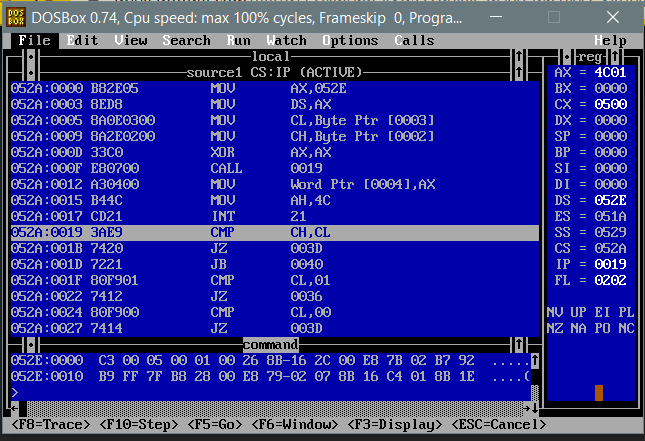 DOSBox 0.74, Cpu speed: max 100% cycles, Frameskip 0, Progra...
File Edit View Search Run Watch Options Calls Help
local
source1 CS:IP (ACTIVE)
052A:0000 B82E05 MOV AX,052E
052A:0003 8ED8 MOV DS,AX
052A:0005 8A0E0300 MOV CL,Byte Ptr [0003]
052A:0009 8A2E0200 MOV CH,Byte Ptr [0002]
052A:000D 33C0 XOR AX,AX
052A:000F E80700 CALL 0019
052A:0012 A30400 MOV Word Ptr [0004],AX
052A:0015 B44C MOV AH,4C
052A:0017 CD21 INT 21
052A:0019 3AE9 CMP CH,CL
052A:001B 7420 JZ 003D
052A:001D 7221 JB 0040
052A:001F 80F901 CMP CL,01
052A:0022 7412 JZ 0036
052A:0024 80F900 CMP CL,00
052A:0027 7414 JZ 003D
reg
AX = 4C01
BX = 0000
CX = 0500
DX = 0000
SP = 0000
BP = 0000
SI = 0000
DI = 0000
DS = 052E
ES = 051A
SS = 0529
CS = 052A
IP = 0019
FL = 0202
NV UP EI PL
NZ NA PO NC
command
052E:0000 C3 00 05 00 01 00 26 8B-16 2C 00 E8 7B 02 B7 92 .....
052E:0010 B9 FF 7F B8 28 00 E8 79-02 07 8B 16 C4 01 8B 1E ....(
>
<F8=Trace> <F10=Step> <F5=Go> <F6=Window> <F3=Display> <ESC=Cancel>